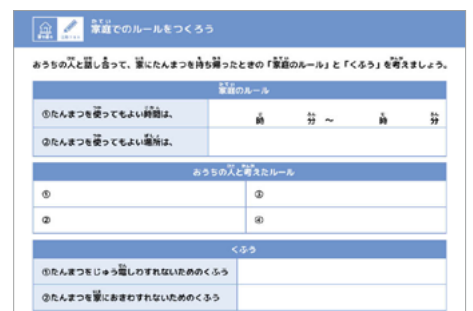 家庭でのルールをつくろう
おうちの人と話し合って、家にたんまつを持ち帰ったときの「家庭のルール」と「くふう」を考えましょう。
家庭のルール
①たんまつを使ってもよい時間は、 時 分 ～ 時 分
②たんまつを使ってもよい場所は、
おうちの人と考えたルール
① ③
② ④
くふう
①たんまつをじゅう電しわすれないためのくふう
②たんまつを家におきわすれないためのくふう